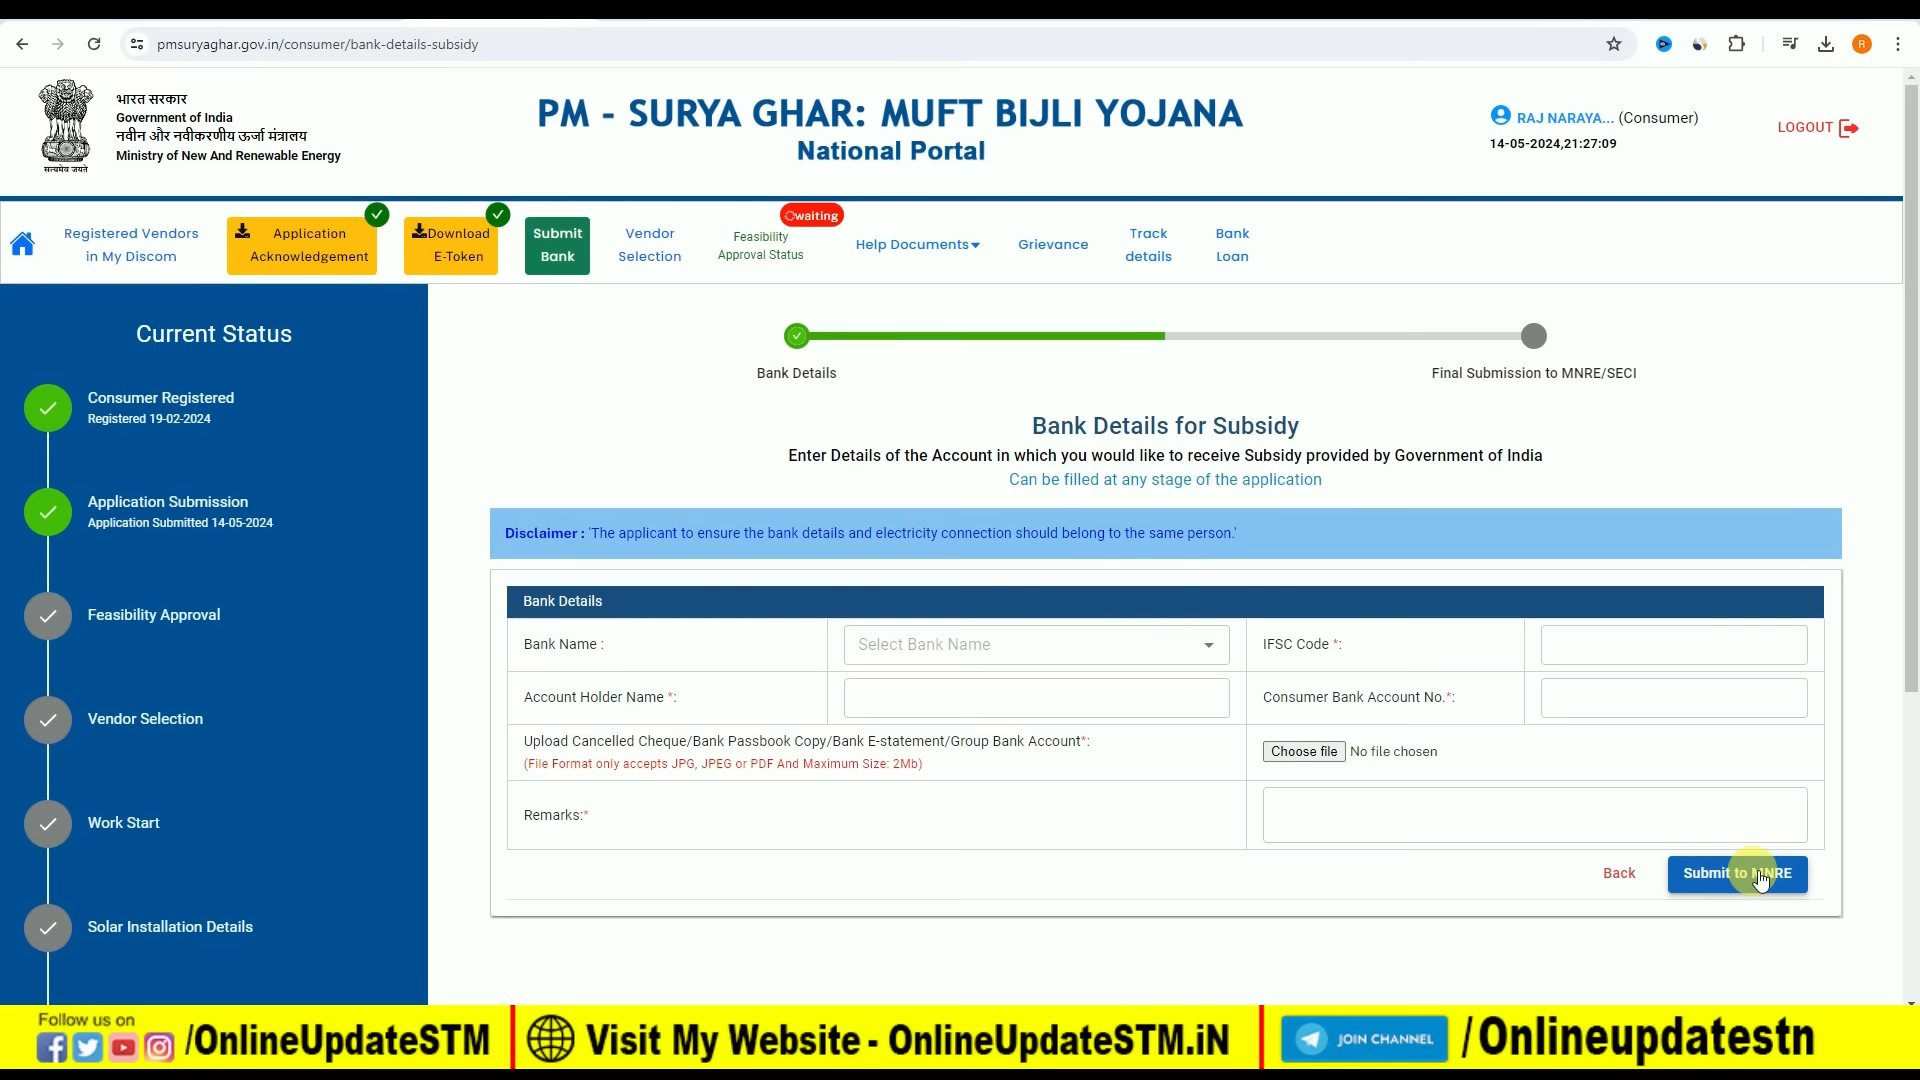 pmsuryaghar.gov.in/consumer/bank-details-subsidy
R
भारत सरकार
Government of India
नवीन और नवीकरणीय ऊर्जा मंत्रालय
Ministry of New And Renewable Energy
सत्यमेव जयते
PM - SURYA GHAR: MUFT BIJLI YOJANA
National Portal
RAJ NARAYA... (Consumer)
14-05-2024,21:27:09
LOGOUT
Registered Vendors
in My Discom
Application
Acknowledgement
Download
E-Token
Submit
Bank
Vendor
Selection
waiting
Feasibility
Approval Status
Help Documents
Grievance
Track
details
Bank
Loan
Current Status
Consumer Registered
Registered 19-02-2024
Application Submission
Application Submitted 14-05-2024
Feasibility Approval
Vendor Selection
Work Start
Solar Installation Details
Bank Details
Final Submission to MNRE/SECI
Bank Details for Subsidy
Enter Details of the Account in which you would like to receive Subsidy provided by Government of India
Can be filled at any stage of the application
Disclaimer : 'The applicant to ensure the bank details and electricity connection should belong to the same person.'
Bank Details
Bank Name :
Select Bank Name
IFSC Code *:
Account Holder Name *:
Consumer Bank Account No.*:
Upload Cancelled Cheque/Bank Passbook Copy/Bank E-statement/Group Bank Account*:
(File Format only accepts JPG, JPEG or PDF And Maximum Size: 2Mb)
Choose file No file chosen
Remarks:*
Back
Submit to MNRE
Follow us on
/OnlineUpdateSTM
Visit My Website - OnlineUpdateSTM.iN
JOIN CHANNEL
/Onlineupdatestn